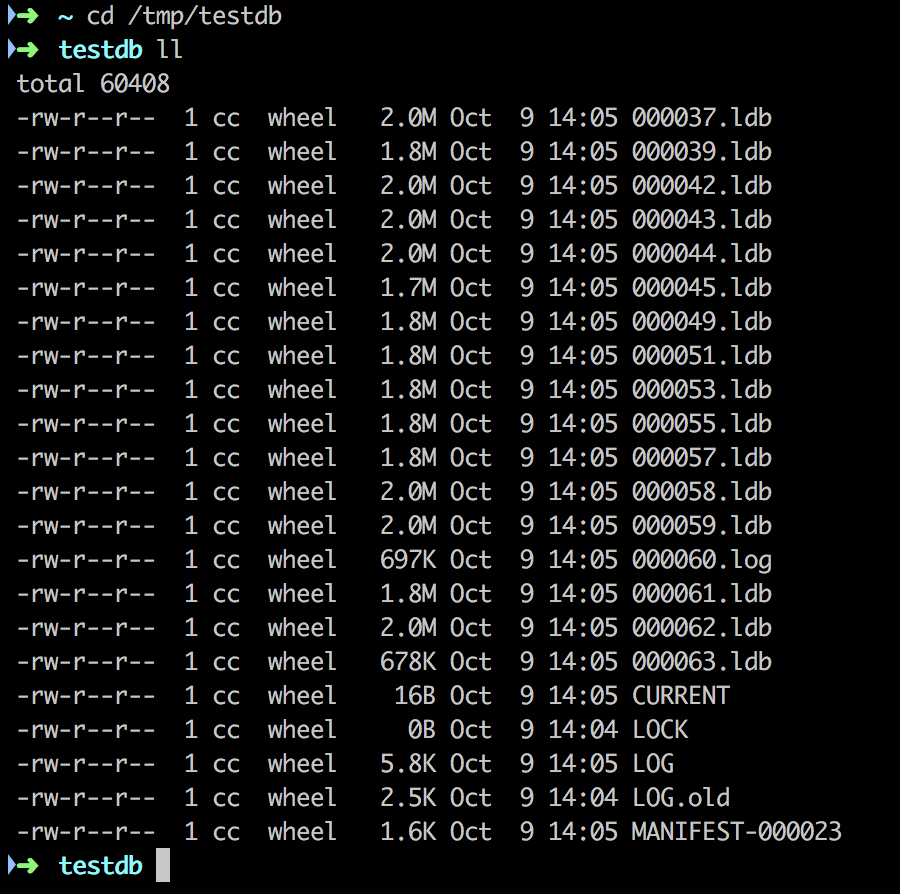 ➜ ~ cd /tmp/testdb
➜ testdb ll
total 60408
-rw-r--r--  1 cc  wheel   2.0M Oct  9 14:05 000037.ldb
-rw-r--r--  1 cc  wheel   1.8M Oct  9 14:05 000039.ldb
-rw-r--r--  1 cc  wheel   2.0M Oct  9 14:05 000042.ldb
-rw-r--r--  1 cc  wheel   2.0M Oct  9 14:05 000043.ldb
-rw-r--r--  1 cc  wheel   2.0M Oct  9 14:05 000044.ldb
-rw-r--r--  1 cc  wheel   1.7M Oct  9 14:05 000045.ldb
-rw-r--r--  1 cc  wheel   1.8M Oct  9 14:05 000049.ldb
-rw-r--r--  1 cc  wheel   1.8M Oct  9 14:05 000051.ldb
-rw-r--r--  1 cc  wheel   1.8M Oct  9 14:05 000053.ldb
-rw-r--r--  1 cc  wheel   1.8M Oct  9 14:05 000055.ldb
-rw-r--r--  1 cc  wheel   1.8M Oct  9 14:05 000057.ldb
-rw-r--r--  1 cc  wheel   2.0M Oct  9 14:05 000058.ldb
-rw-r--r--  1 cc  wheel   2.0M Oct  9 14:05 000059.ldb
-rw-r--r--  1 cc  wheel   697K Oct  9 14:05 000060.log
-rw-r--r--  1 cc  wheel   1.8M Oct  9 14:05 000061.ldb
-rw-r--r--  1 cc  wheel   2.0M Oct  9 14:05 000062.ldb
-rw-r--r--  1 cc  wheel   678K Oct  9 14:05 000063.ldb
-rw-r--r--  1 cc  wheel    16B Oct  9 14:05 CURRENT
-rw-r--r--  1 cc  wheel     0B Oct  9 14:04 LOCK
-rw-r--r--  1 cc  wheel   5.8K Oct  9 14:05 LOG
-rw-r--r--  1 cc  wheel   2.5K Oct  9 14:04 LOG.old
-rw-r--r--  1 cc  wheel   1.6K Oct  9 14:05 MANIFEST-000023
➜ testdb